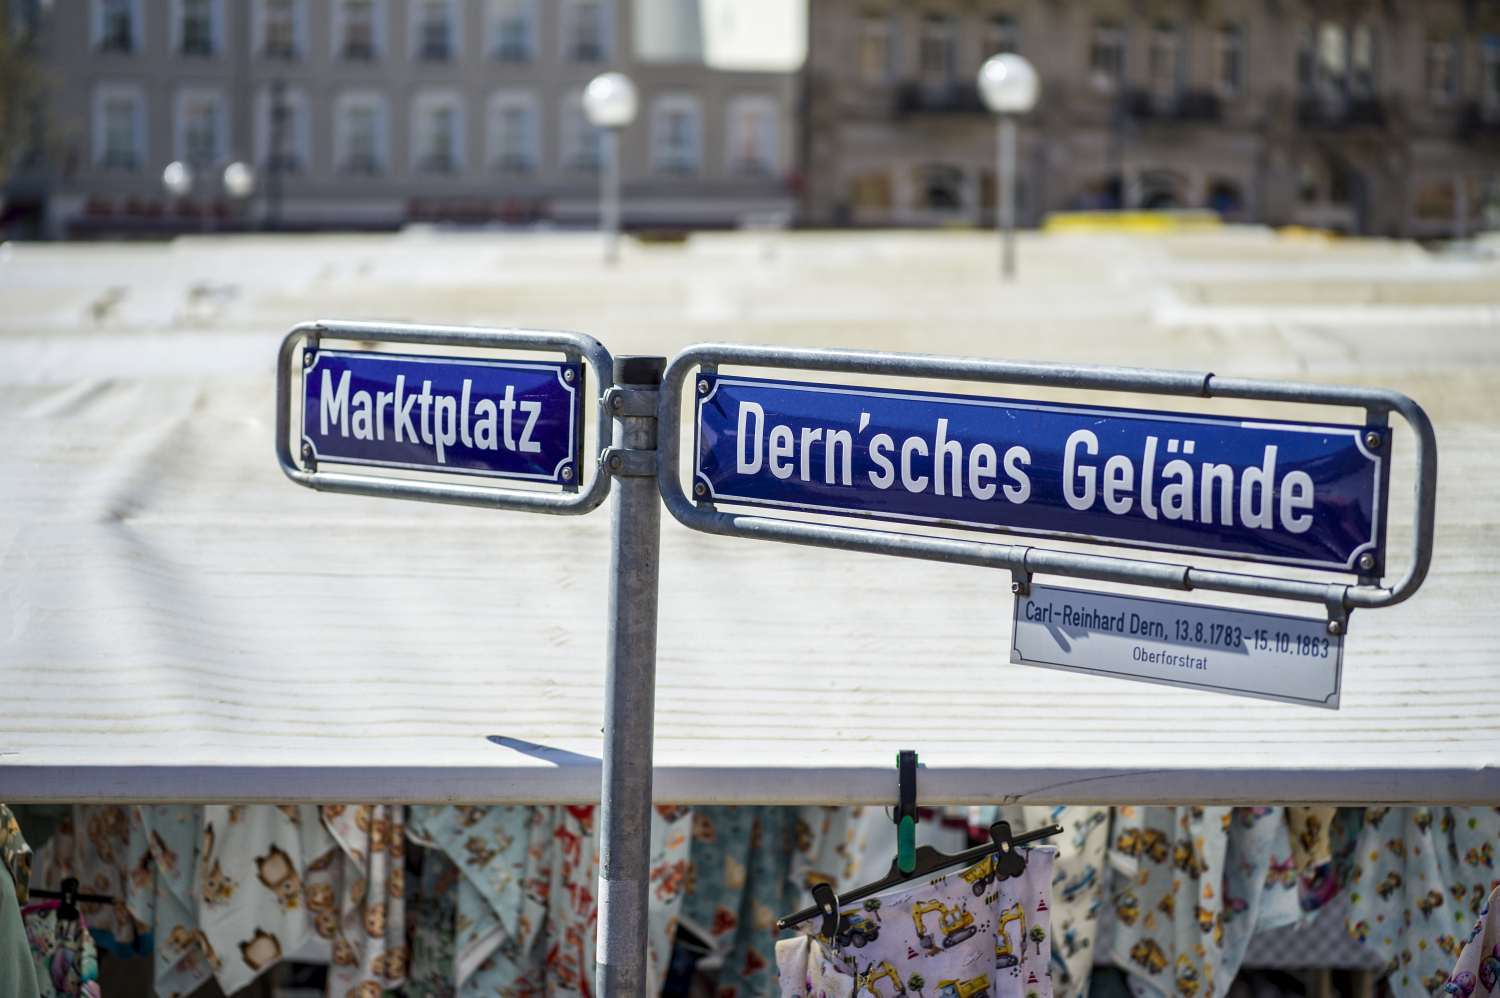 Marktplatz
Dern'sches Gelände
Carl-Reinhard Dern, 13.8.1783-15.10.1863
Oberforstrat